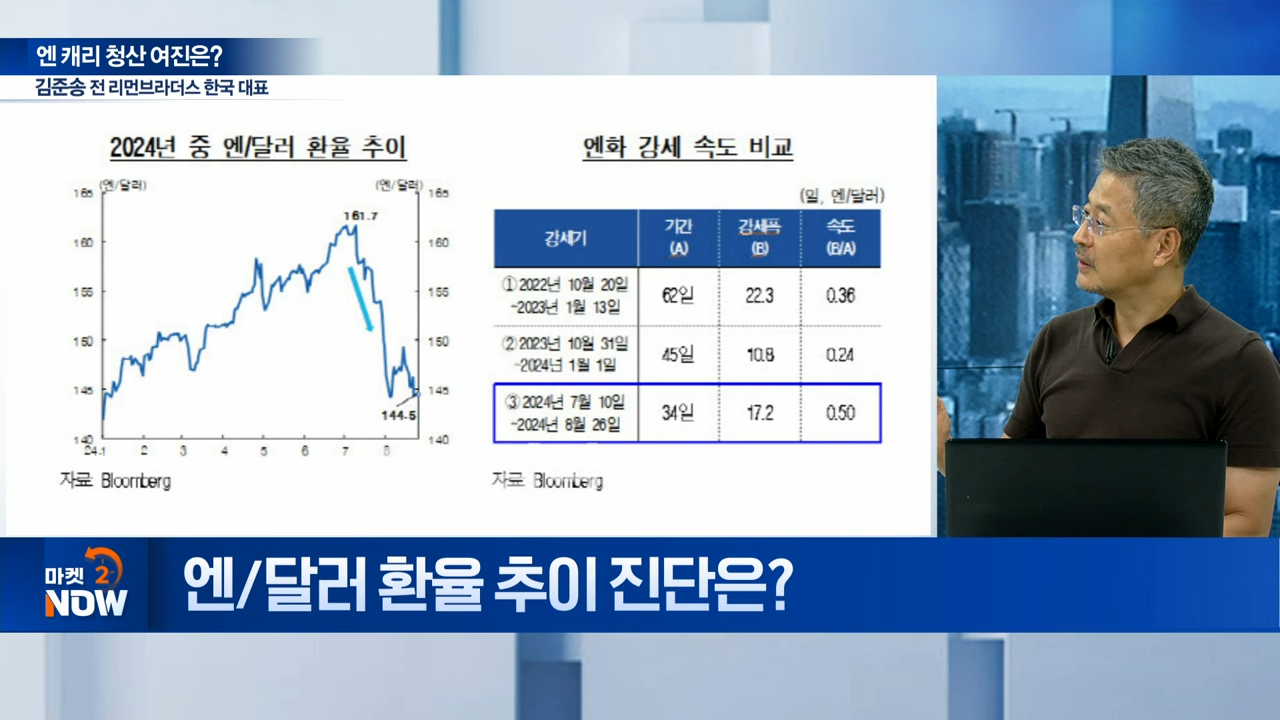 엔 캐리 청산 여진은?
김준송 전 리먼브라더스 한국 대표
2024년 중 엔/달러 환율 추이
(엔/달러) (엔/달러)
165 165
161.7
160 160
155 155
150 150
145 145
144.5
140 140
24.1 2 3 4 5 6 7 8
자료: Bloomberg
엔화 강세 속도 비교
(일, 엔/달러)
강세기 기간 (A) 강세폭 (B) 속도 (B/A)
① 2022년 10월 20일
~2023년 1월 13일
62일 22.3 0.36
② 2023년 10월 31일
~2024년 1월 1일
45일 10.8 0.24
③ 2024년 7월 10일
~2024년 8월 26일
34일 17.2 0.50
자료: Bloomberg
마켓 2
NOW
엔/달러 환율 추이 진단은?